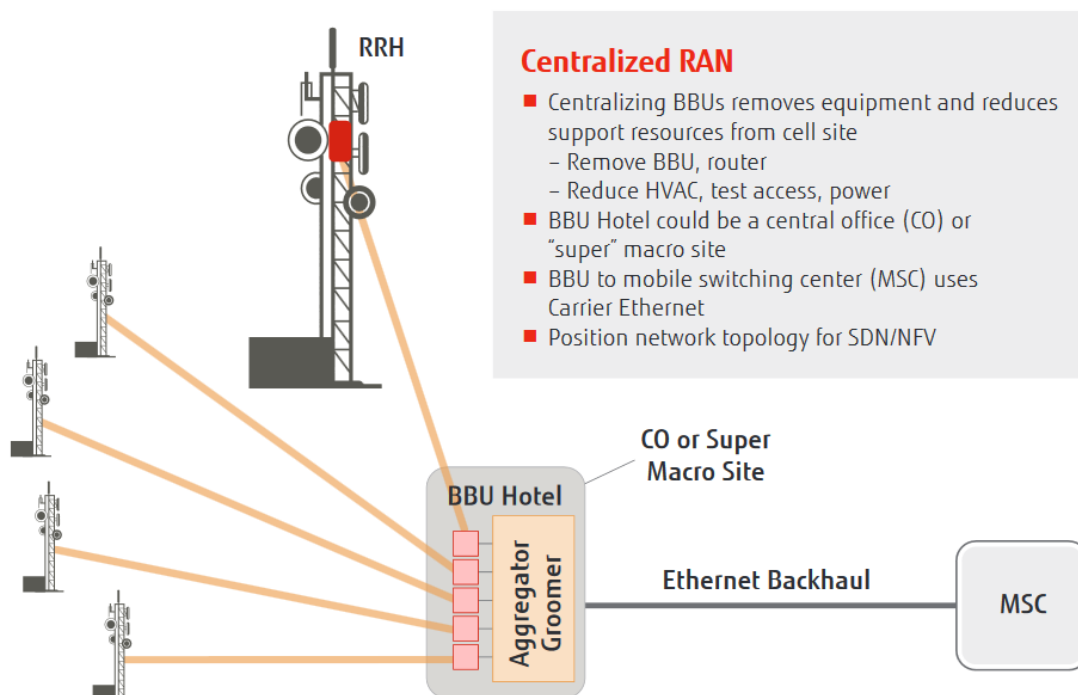 RRH
Centralized RAN
■ Centralizing BBUs removes equipment and reduces
support resources from cell site
– Remove BBU, router
– Reduce HVAC, test access, power
■ BBU Hotel could be a central office (CO) or
“super” macro site
■ BBU to mobile switching center (MSC) uses
Carrier Ethernet
■ Position network topology for SDN/NFV
CO or Super
Macro Site
BBU Hotel
Aggregator
Groomer
Ethernet Backhaul
MSC